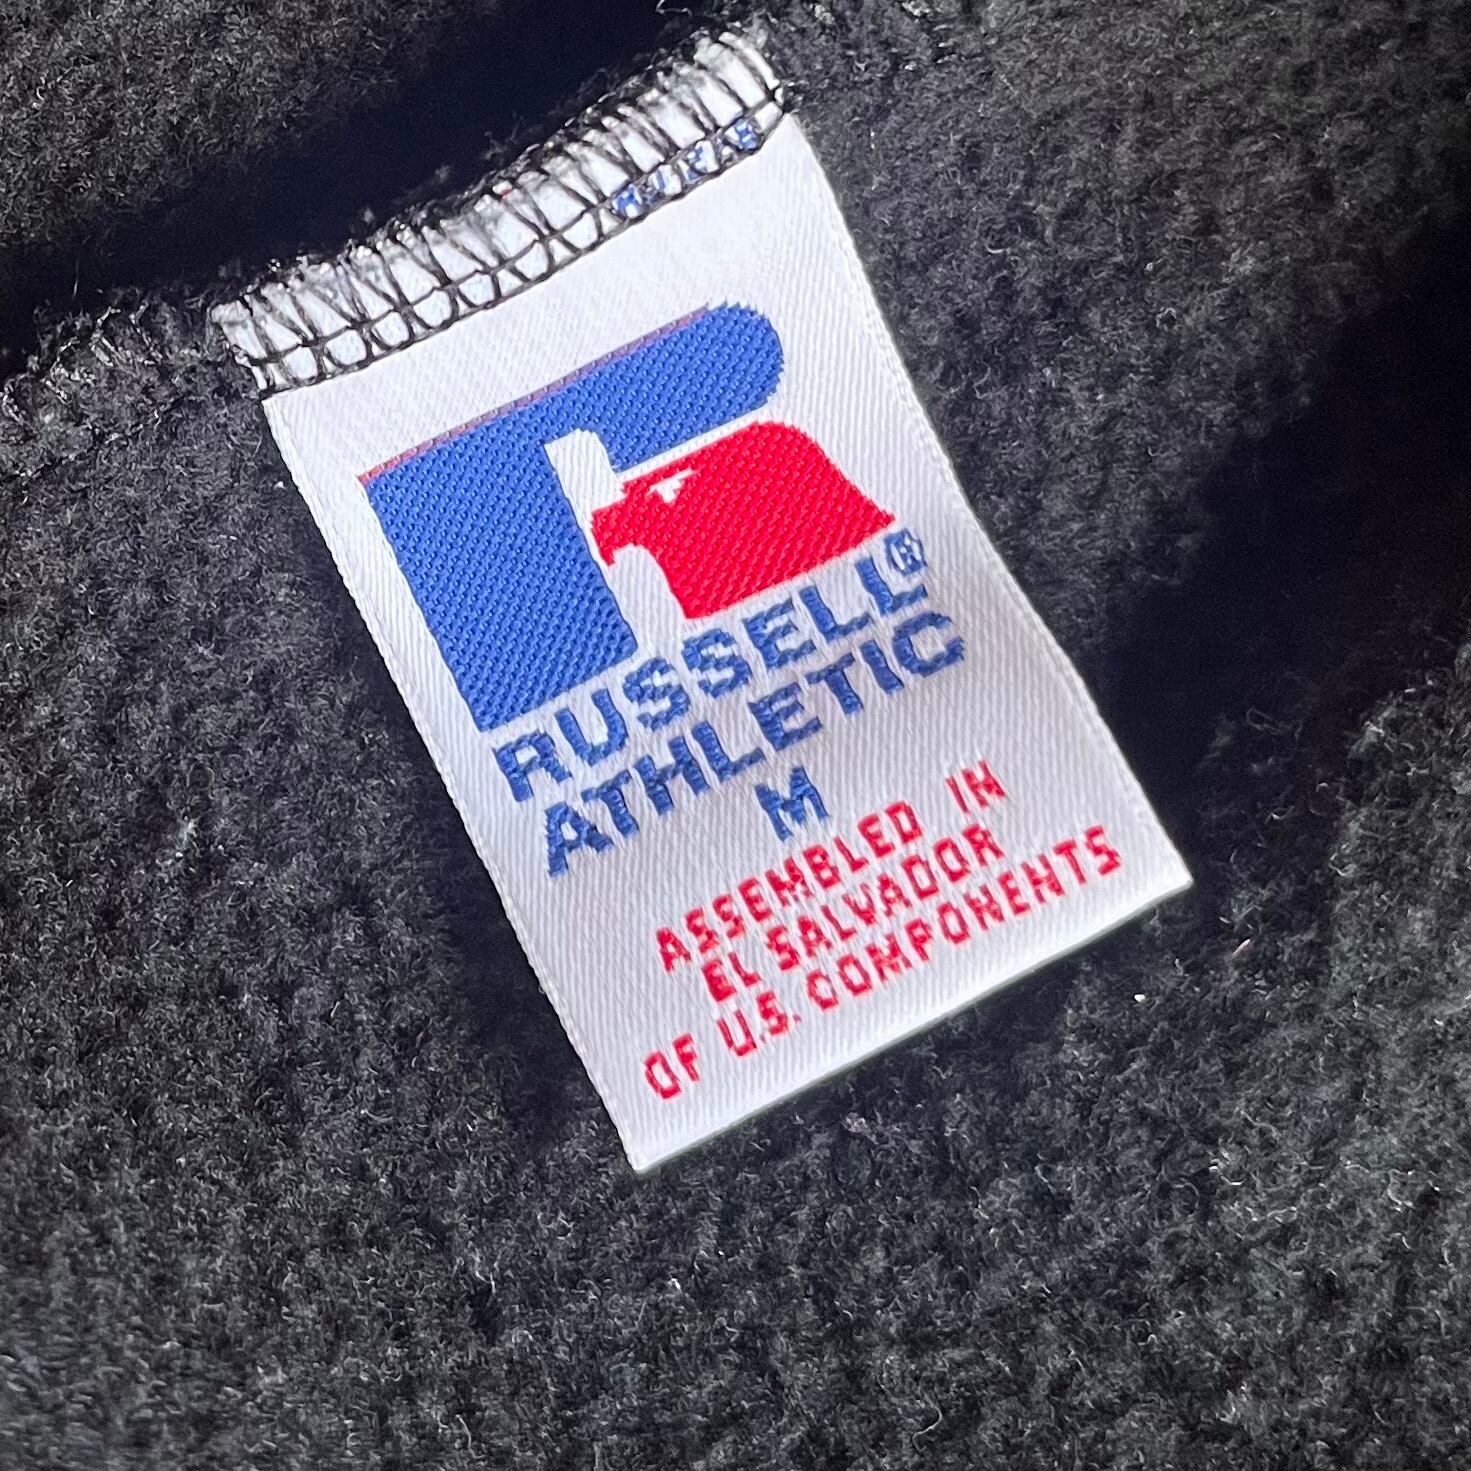 RUSSELL®
ATHLETIC
M
ASSEMBLED IN
EL SALVADOR
OF U.S. COMPONENTS